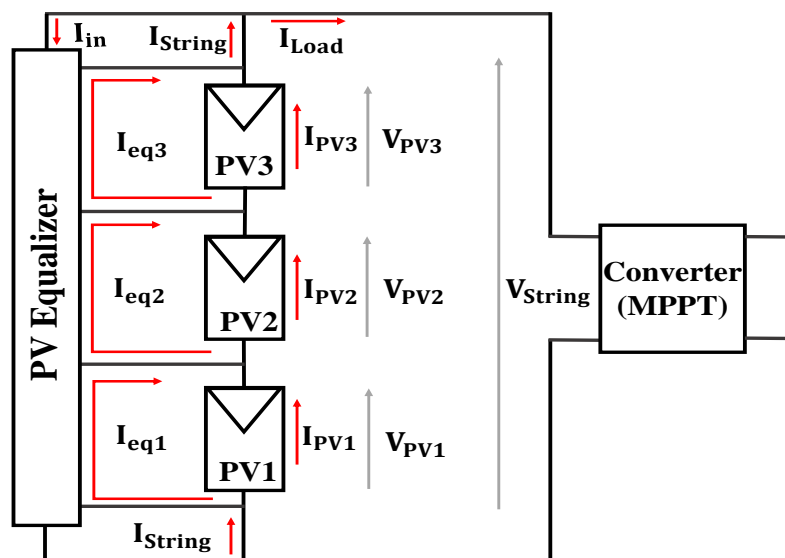 I_in
I_String
I_Load
I_eq3
PV3
I_PV3
V_PV3
PV Equalizer
I_eq2
PV2
I_PV2
V_PV2
V_String
Converter
(MPPT)
I_eq1
PV1
I_PV1
V_PV1
I_String